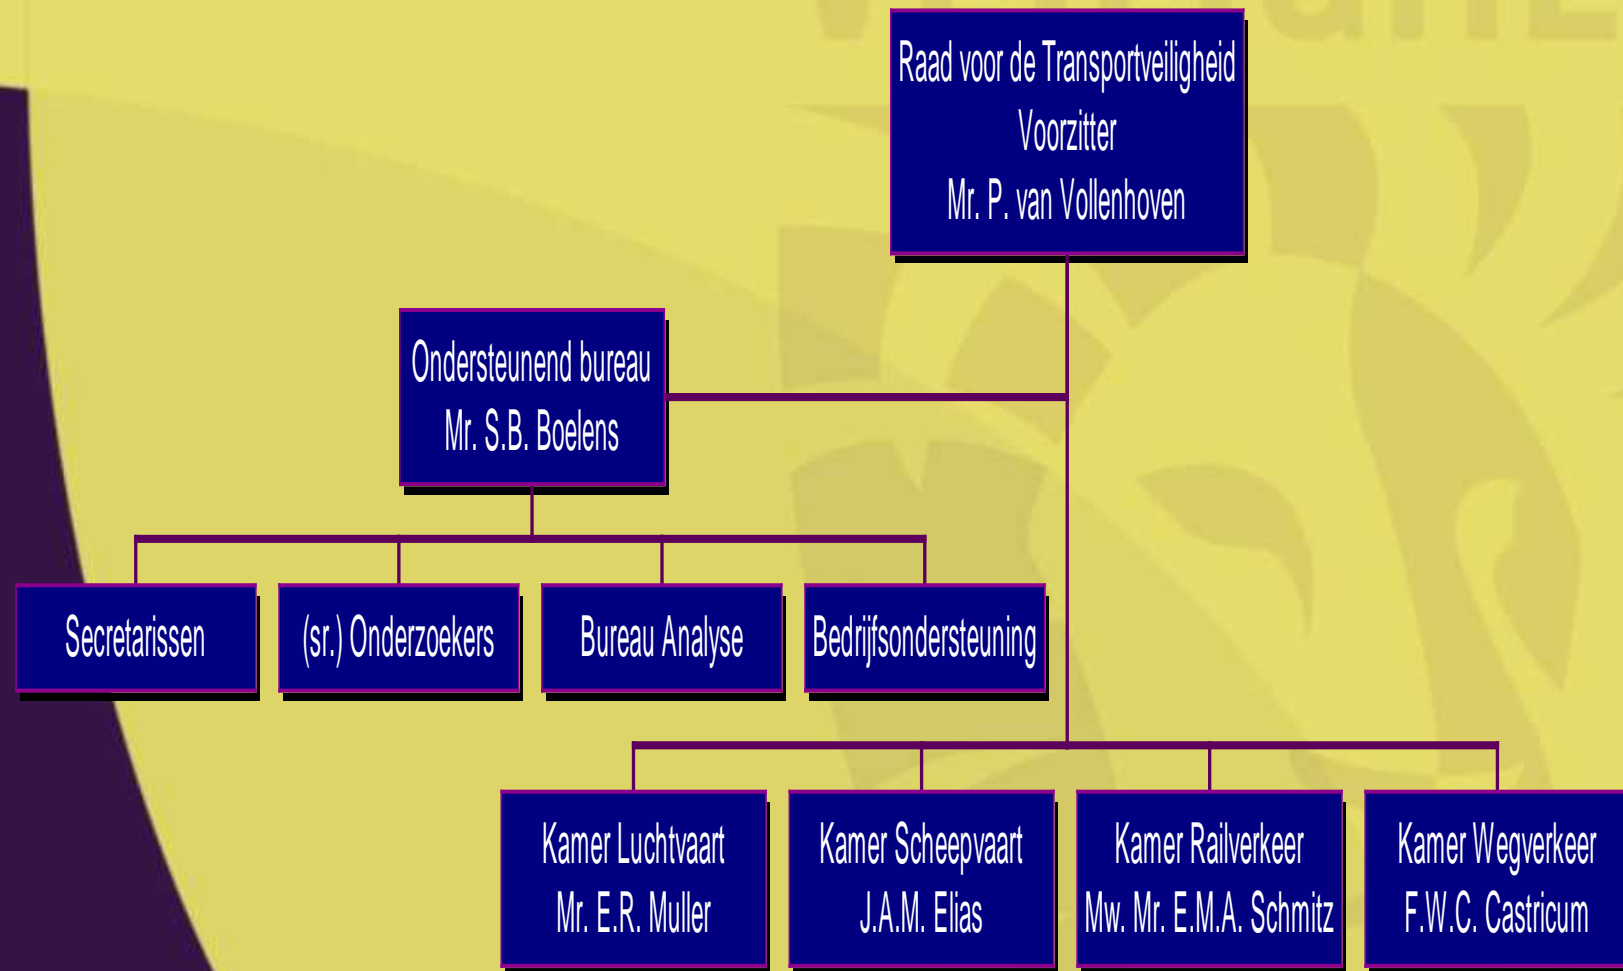 Raad voor de Transportveiligheid
Voorzitter
Mr. P. van Vollenhoven
Ondersteunend bureau
Mr. S.B. Boelens
Secretarissen
(sr.) Onderzoekers
Bureau Analyse
Bedrijfsondersteuning
Kamer Luchtvaart
Mr. E.R. Muller
Kamer Scheepvaart
J.A.M. Elias
Kamer Railverkeer
Mw. Mr. E.M.A. Schmitz
Kamer Wegverkeer
F.W.C. Castricum